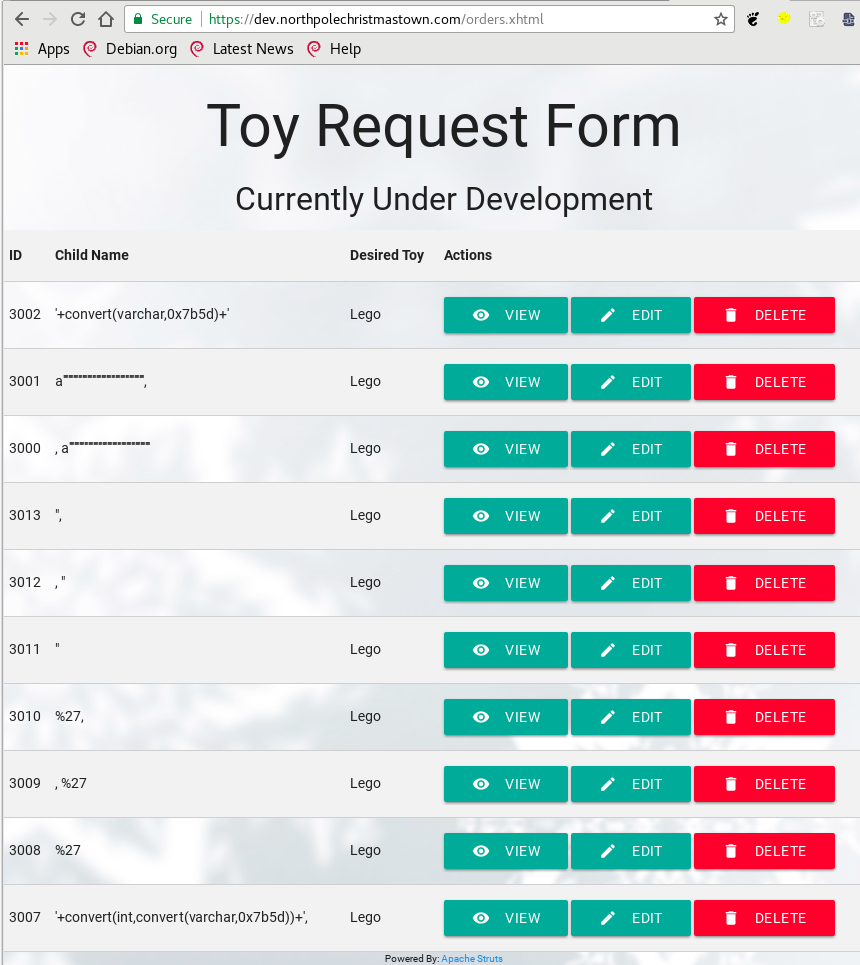 Secure https://dev.northpolechristmastown.com/orders.xhtml
Apps Debian.org Latest News Help
Toy Request Form
Currently Under Development
ID Child Name Desired Toy Actions
3002 '+convert(varchar,0x7b5d)+' Lego VIEW EDIT DELETE
3001 a"""""""""""""""""", Lego VIEW EDIT DELETE
3000 , a"""""""""""""""""" Lego VIEW EDIT DELETE
3013 ", Lego VIEW EDIT DELETE
3012 , " Lego VIEW EDIT DELETE
3011 " Lego VIEW EDIT DELETE
3010 %27, Lego VIEW EDIT DELETE
3009 , %27 Lego VIEW EDIT DELETE
3008 %27 Lego VIEW EDIT DELETE
3007 '+convert(int,convert(varchar,0x7b5d))+', Lego VIEW EDIT DELETE
Powered By: Apache Struts